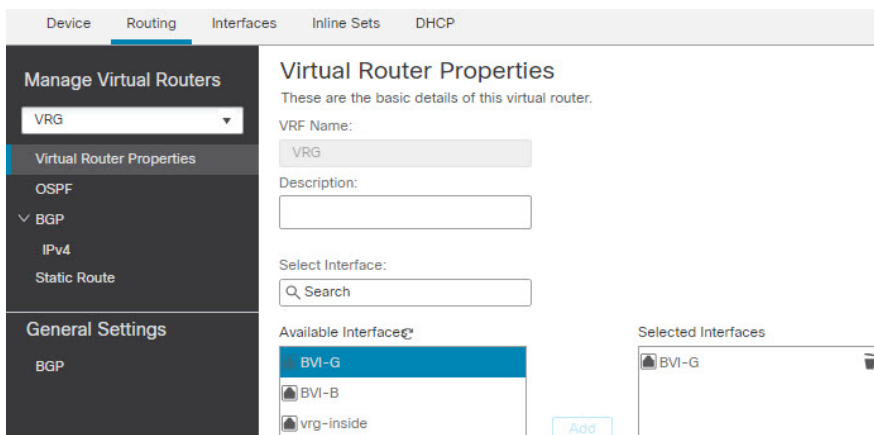 Device Routing Interfaces Inline Sets DHCP
Manage Virtual Routers
VRG
Virtual Router Properties
OSPF
BGP
IPv4
Static Route
General Settings
BGP
Virtual Router Properties
These are the basic details of this virtual router.
VRF Name:
VRG
Description:
Select Interface:
Search
Available Interfaces
BVI-G
BVI-B
vrg-inside
Add
Selected Interfaces
BVI-G